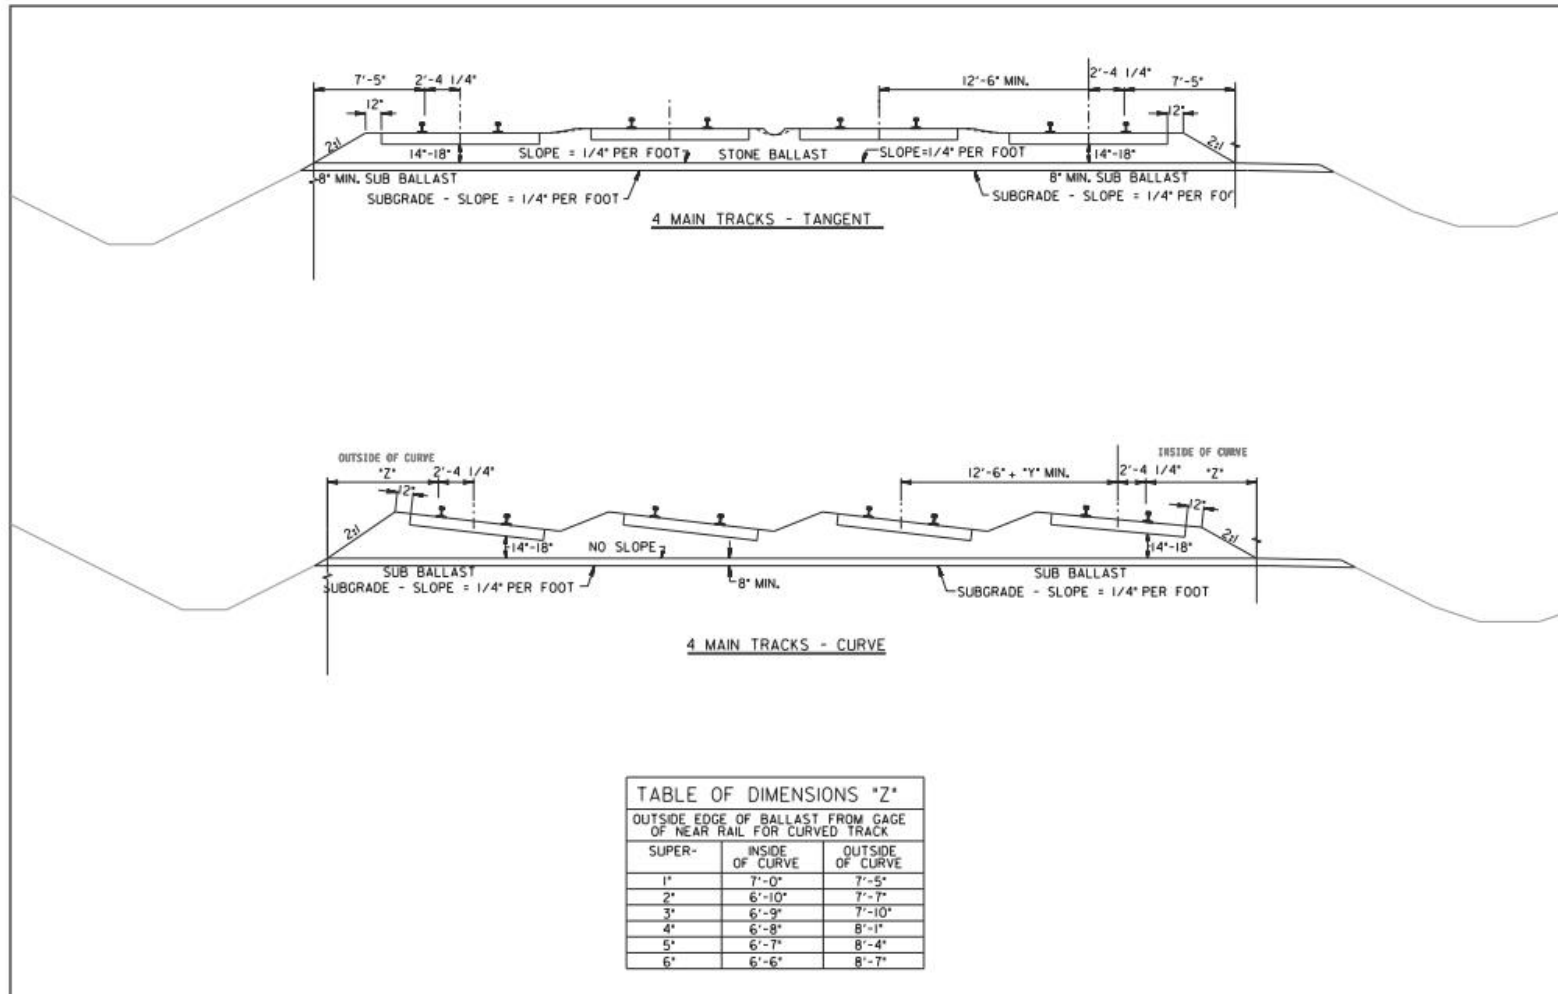 7'-5" 2'-4 1/4" 12'-6" MIN. 2'-4 1/4" 7'-5"
12" 12"
2:1 2:1
14"-18" SLOPE = 1/4" PER FOOT STONE BALLAST SLOPE=1/4" PER FOOT 14"-18"
8" MIN. SUB BALLAST 8" MIN. SUB BALLAST
SUBGRADE - SLOPE = 1/4" PER FOOT SUBGRADE - SLOPE = 1/4" PER FO
4 MAIN TRACKS - TANGENT
OUTSIDE OF CURVE INSIDE OF CURVE
"Z" 2'-4 1/4" 12'-6" + "Y" MIN. 2'-4 1/4" "Z"
12" 12"
2:1 2:1
14"-18" NO SLOPE 14"-18"
SUB BALLAST SUB BALLAST
SUBGRADE - SLOPE = 1/4" PER FOOT 8" MIN. SUBGRADE - SLOPE = 1/4" PER FOOT
4 MAIN TRACKS - CURVE
TABLE OF DIMENSIONS "Z"
OUTSIDE EDGE OF BALLAST FROM GAGE
OF NEAR RAIL FOR CURVED TRACK
SUPER- INSIDE OUTSIDE
OF CURVE OF CURVE
1" 7'-0" 7'-5"
2" 6'-10" 7'-7"
3" 6'-9" 7'-10"
4" 6'-8" 8'-1"
5" 6'-7" 8'-4"
6" 6'-6" 8'-7"